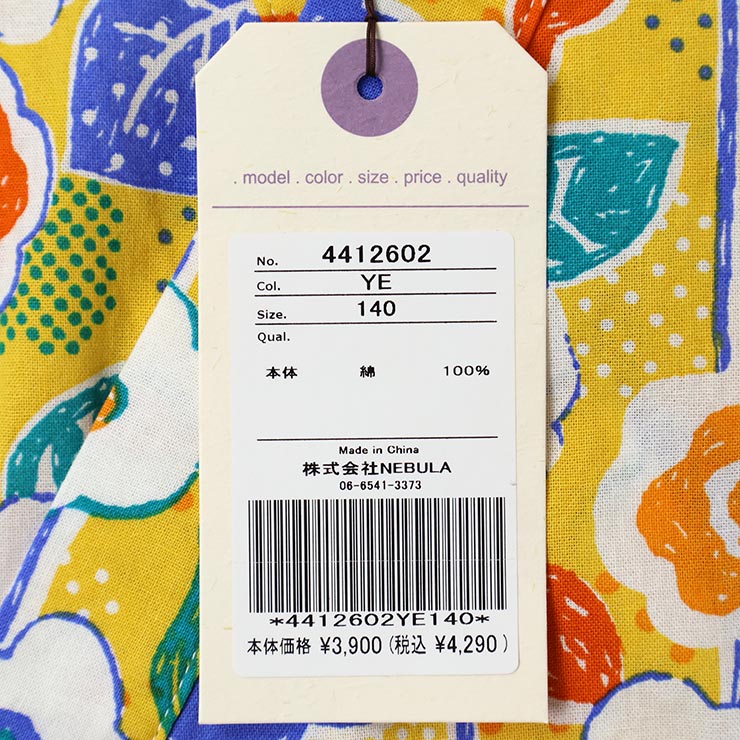 . model . color . size . price . quality
No. 4412602
Col. YE
Size. 140
Qual.
本体 綿 100%
Made in China
株式会社NEBULA
06-6541-3373
*4412602YE140*
本体価格 ¥3,900 (税込 ¥4,290)